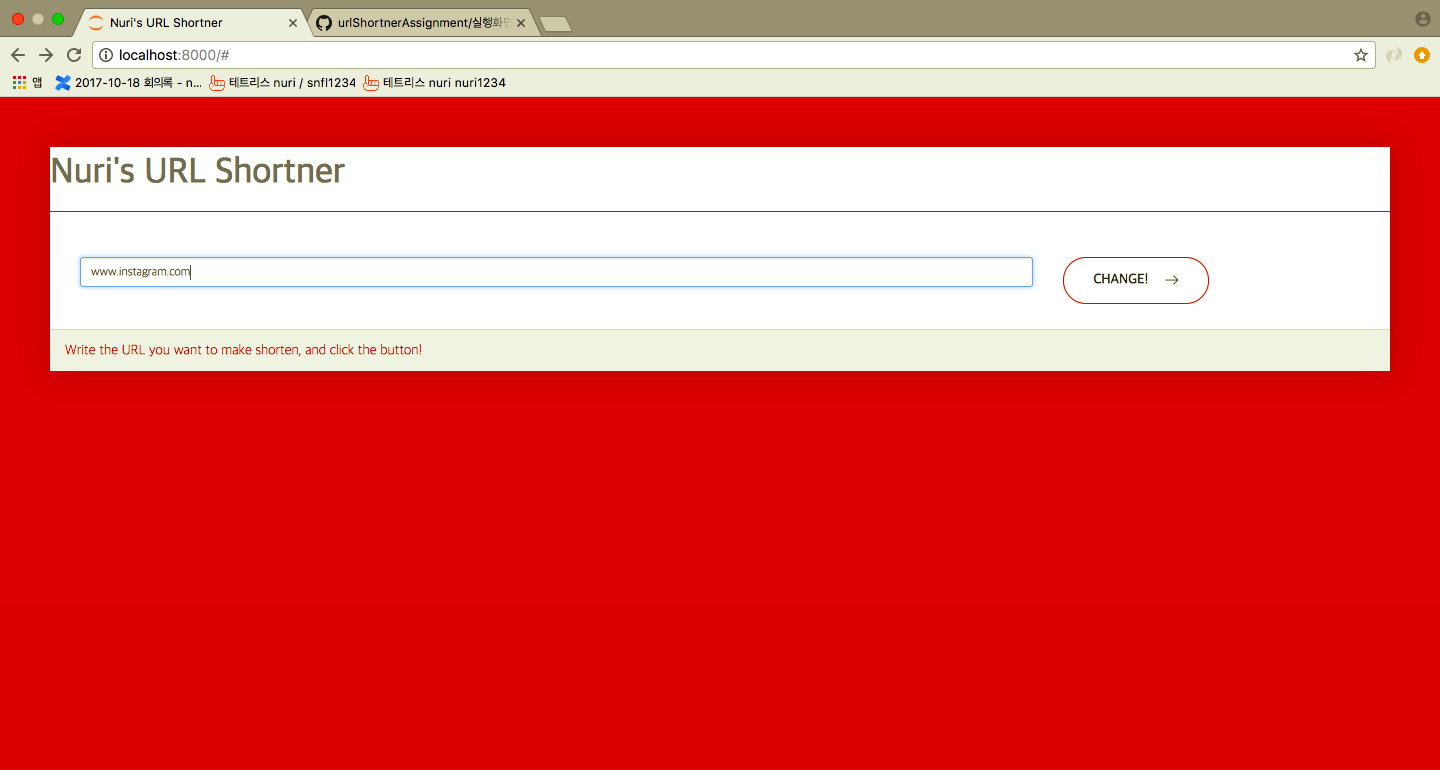 Nuri's URL Shortner
urlShortnerAssignment/실행화면
localhost:8000/#
앱 2017-10-18 회의록 - n... 테트리스 nuri / snfl1234 테트리스 nuri nuri1234
Nuri's URL Shortner
www.instagram.com CHANGE!
Write the URL you want to make shorten, and click the button!